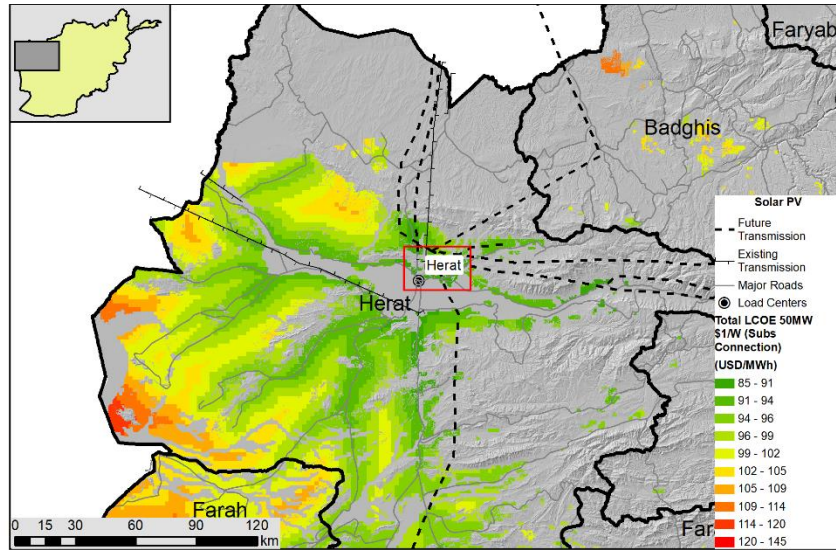 Faryab
Badghis
Herat
Herat
Farah
Far
0 15 30 60 90 120
km
Solar PV
Future
Transmission
Existing
Transmission
Major Roads
Load Centers
Total LCOE 50MW
$1/W (Subs
Connection)
(USD/MWh)
85 - 91
91 - 94
94 - 96
96 - 99
99 - 102
102 - 105
105 - 109
109 - 114
114 - 120
120 - 145